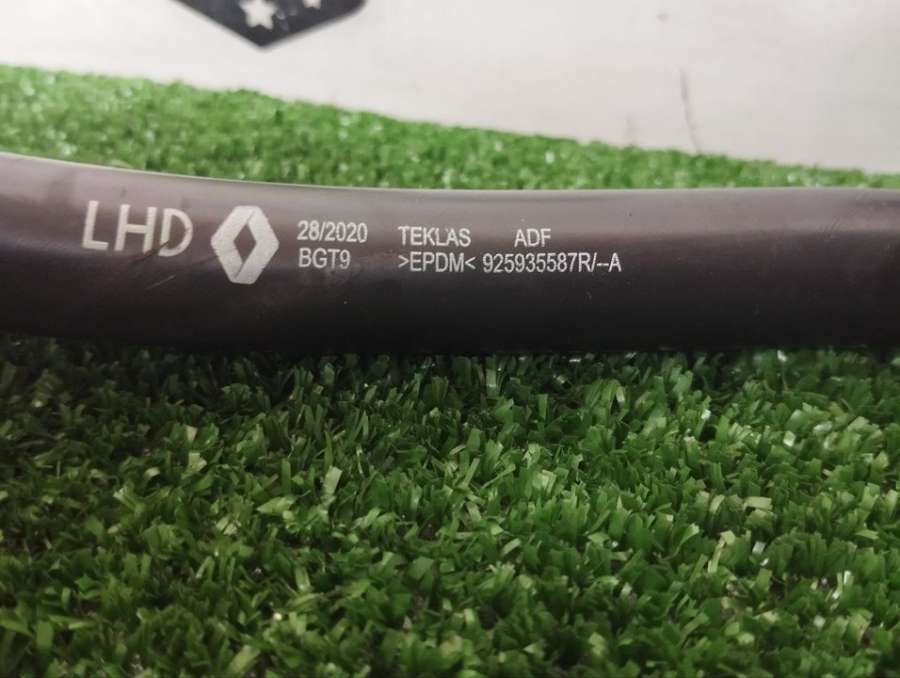 LHD
28/2020 TEKLAS ADF
BGT9 >EPDM< 925935587R/--A